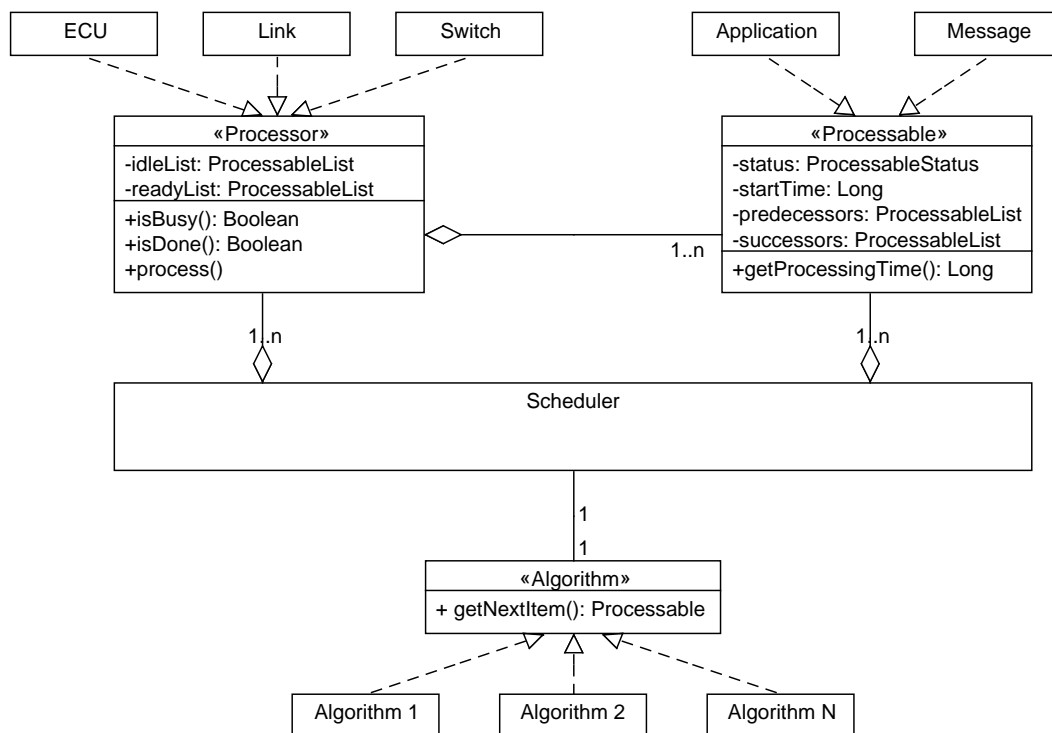 ECU
Link
Switch
Application
Message
«Processor»
-idleList: ProcessableList
-readyList: ProcessableList
+isBusy(): Boolean
+isDone(): Boolean
+process()
«Processable»
-status: ProcessableStatus
-startTime: Long
-predecessors: ProcessableList
-successors: ProcessableList
+getProcessingTime(): Long
1..n
1..n
1..n
Scheduler
1
1
«Algorithm»
+ getNextItem(): Processable
Algorithm 1
Algorithm 2
Algorithm N